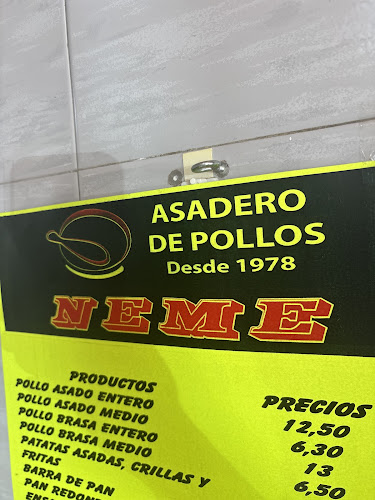 ASADERO
DE POLLOS
Desde 1978
NEME
PRODUCTOS PRECIOS
POLLO ASADO ENTERO 12,50
POLLO ASADO MEDIO 6,30
POLLO BRASA ENTERO 13
POLLO BRASA MEDIO 6,50
PATATAS ASADAS, CRILLAS Y
FRITAS
BARRA DE PAN
PAN REDONDO